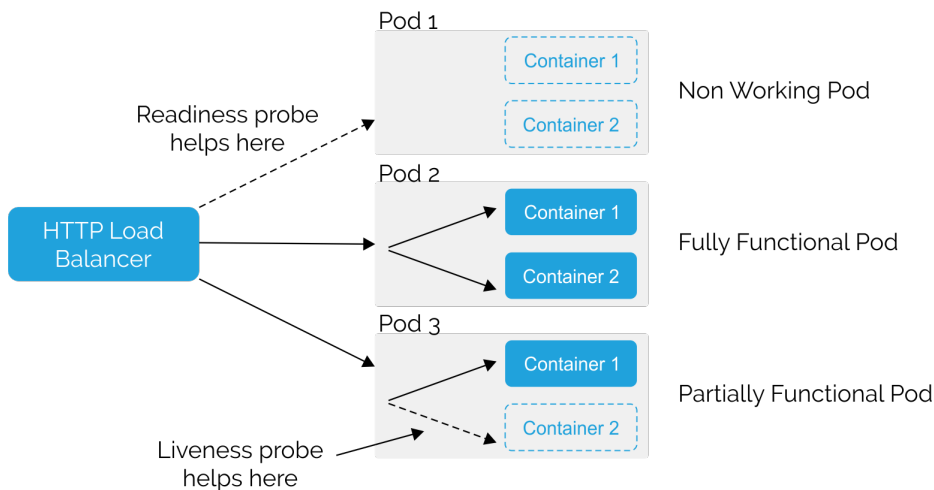 Pod 1
Container 1
Container 2
Non Working Pod
Readiness probe
helps here
Pod 2
Container 1
Container 2
Fully Functional Pod
HTTP Load
Balancer
Pod 3
Container 1
Container 2
Partially Functional Pod
Liveness probe
helps here